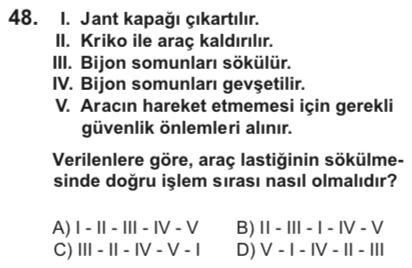 48. I. Jant kapağı çıkartılır.
II. Kriko ile araç kaldırılır.
III. Bijon somunları sökülür.
IV. Bijon somunları gevşetilir.
V. Aracın hareket etmemesi için gerekli
güvenlik önlemleri alınır.
Verilenlere göre, araç lastiğinin sökülme-
sinde doğru işlem sırası nasıl olmalıdır?
A) I - II - III - IV - V B) II - III - I - IV - V
C) III - II - IV - V - I D) V - I - IV - II - III